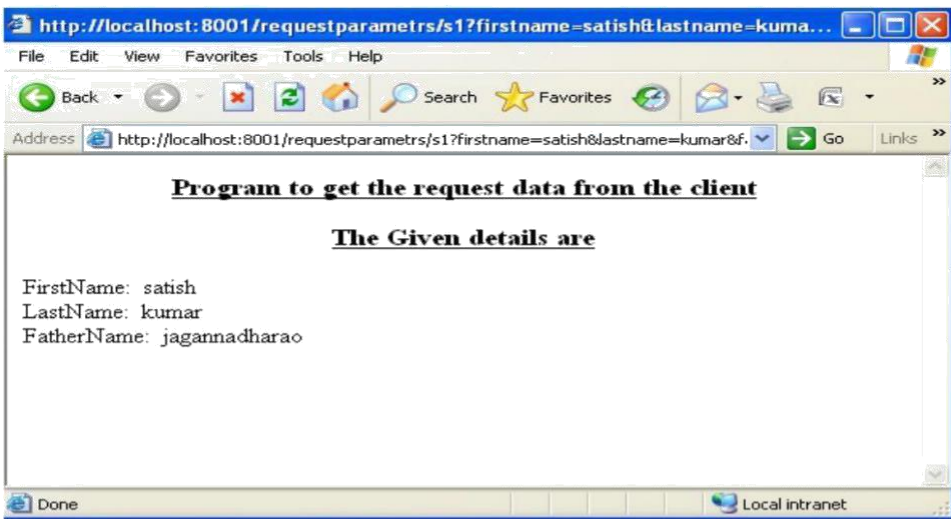 http://localhost:8001/requestparametrs/s1?firstname=satish&lastname=kuma...
File Edit View Favorites Tools Help
Back Search Favorites
Address http://localhost:8001/requestparametrs/s1?firstname=satish&lastname=kumar&f. Go Links
Program to get the request data from the client
The Given details are
FirstName: satish
LastName: kumar
FatherName: jagannadharao
Done Local intranet